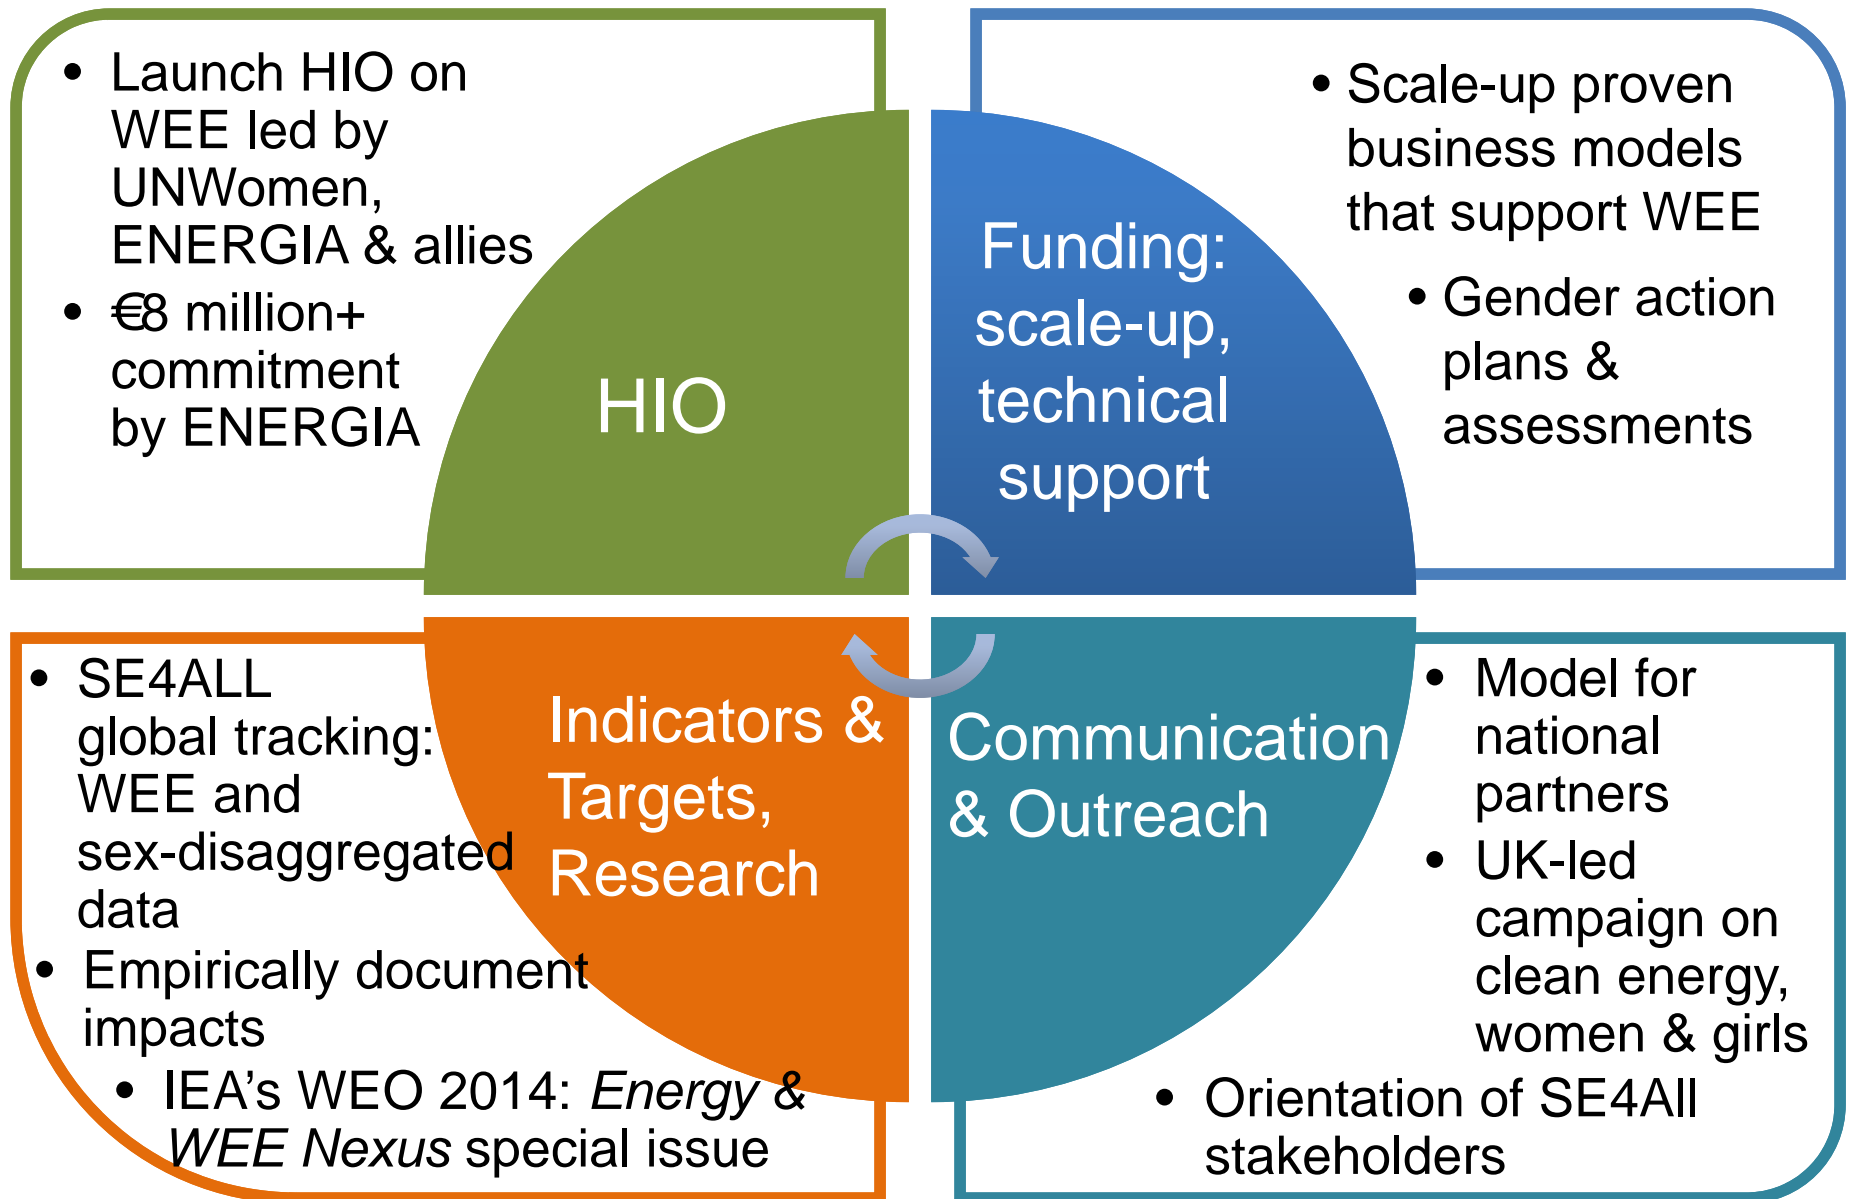 • Launch HIO on
WEE led by
UNWomen,
ENERGIA & allies
• €8 million+
commitment
by ENERGIA
HIO
Funding:
scale-up,
technical
support
• Scale-up proven
business models
that support WEE
• Gender action
plans &
assessments
• SE4ALL
global tracking:
WEE and
sex-disaggregated
data
• Empirically document
impacts
• IEA’s WEO 2014: Energy &
WEE Nexus special issue
Indicators &
Targets,
Research
Communication
& Outreach
• Model for
national
partners
• UK-led
campaign on
clean energy,
women & girls
• Orientation of SE4All
stakeholders